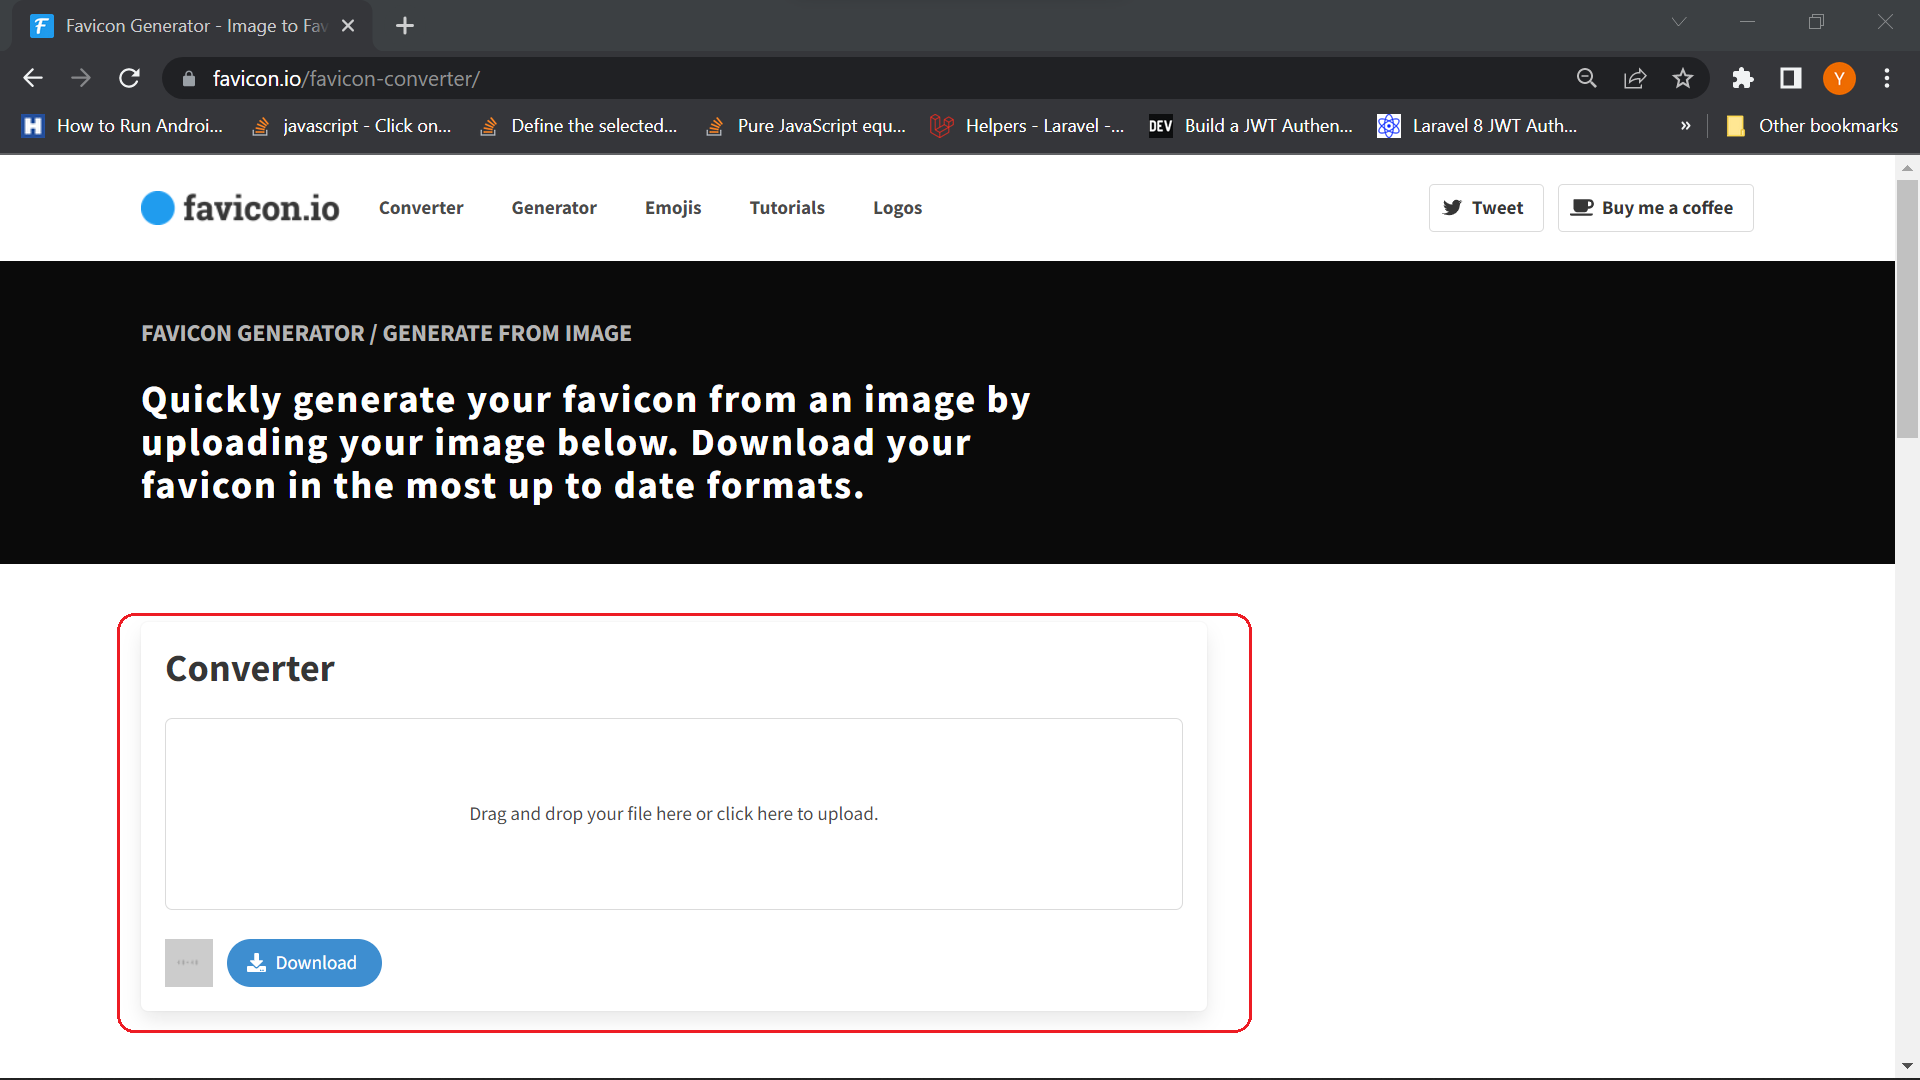 Favicon Generator - Image to Fav
favicon.io/favicon-converter/
Y
How to Run Androi...
javascript - Click on...
Define the selected...
Pure JavaScript equ...
Helpers - Laravel -...
DEV Build a JWT Authen...
Laravel 8 JWT Auth...
» Other bookmarks
favicon.io
Converter
Generator
Emojis
Tutorials
Logos
Tweet
Buy me a coffee
FAVICON GENERATOR / GENERATE FROM IMAGE
Quickly generate your favicon from an image by
uploading your image below. Download your
favicon in the most up to date formats.
Converter
Drag and drop your file here or click here to upload.
Download